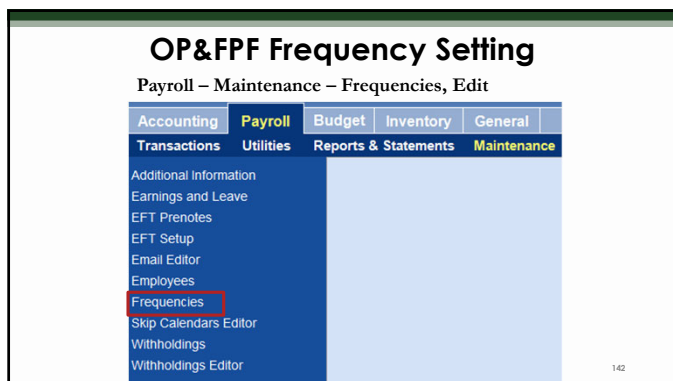 OP&FPF Frequency Setting
Payroll – Maintenance – Frequencies, Edit
Accounting Payroll Budget Inventory General
Transactions Utilities Reports & Statements Maintenance
Additional Information
Earnings and Leave
EFT Prenotes
EFT Setup
Email Editor
Employees
Frequencies
Skip Calendars Editor
Withholdings
Withholdings Editor
142